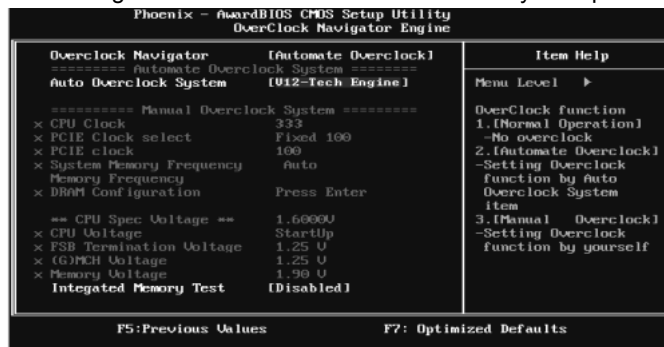 Phoenix - AwardBIOS CMOS Setup Utility
OverClock Navigator Engine
Overclock Navigator [Automate Overclock]
========= Automate Overclock System ========
Auto Overclock System [V12-Tech Engine]
========== Manual Overclock System =========
x CPU Clock 333
x PCIE Clock select Fixed 100
x PCIE clock 100
x System Memory Frequency Auto
Memory Frequency
x DRAM Configuration Press Enter
== CPU Spec Voltage == 1.6000V
x CPU Voltage StartUp
x FSB Termination Voltage 1.25 V
x (G)MCH Voltage 1.25 V
x Memory Voltage 1.90 V
Integated Memory Test [Disabled]
Item Help
Menu Level ▶
OverClock function
1.[Normal Operation]
-No overclock
2.[Automate Overclock]
-Setting Overclock
function by Auto
Overclock System
item
3.[Manual Overclock]
-Setting Overclock
function by yourself
F5:Previous Values F7: Optimized Defaults